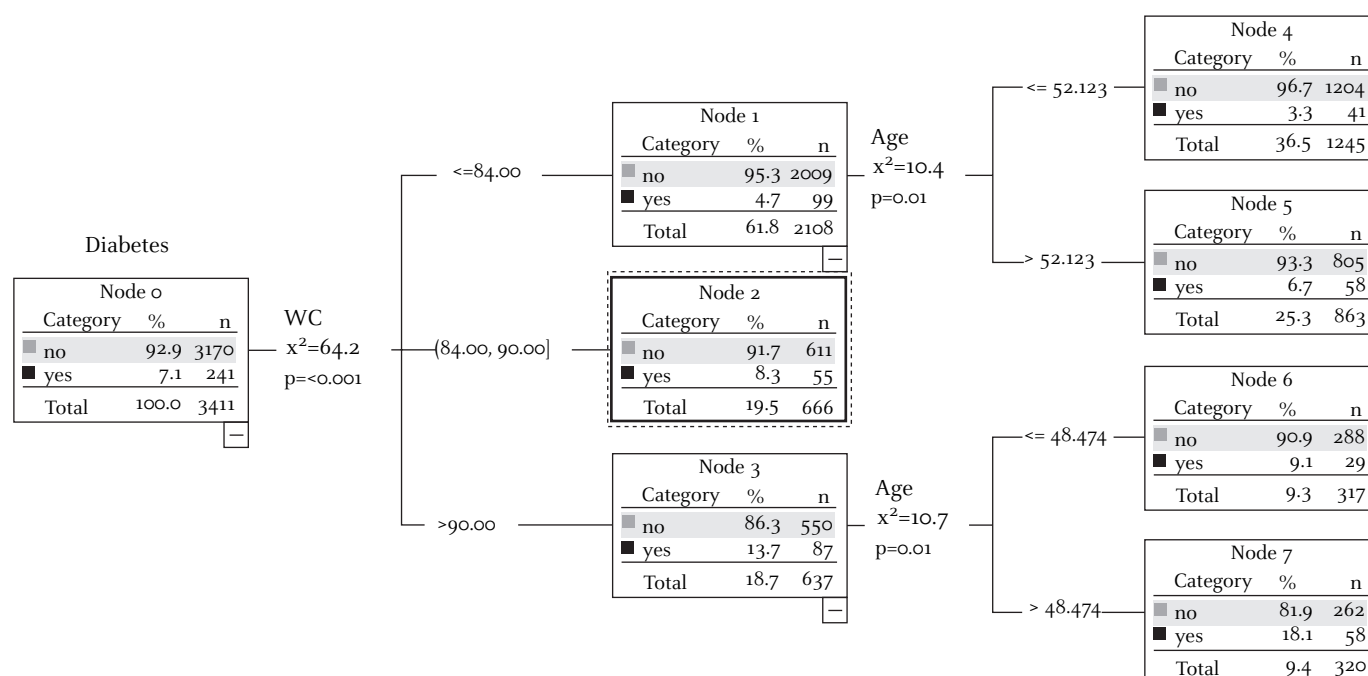 Diabetes
Node 0
Category % n
no 92.9 3170
yes 7.1 241
Total 100.0 3411
WC
x²=64.2
p=<0.001
<=84.00
(84.00, 90.00]
>90.00
Node 1
Category % n
no 95.3 2009
yes 4.7 99
Total 61.8 2108
Node 2
Category % n
no 91.7 611
yes 8.3 55
Total 19.5 666
Node 3
Category % n
no 86.3 550
yes 13.7 87
Total 18.7 637
Age
x²=10.4
p=0.01
<= 52.123
> 52.123
Age
x²=10.7
p=0.01
<= 48.474
> 48.474
Node 4
Category % n
no 96.7 1204
yes 3.3 41
Total 36.5 1245
Node 5
Category % n
no 93.3 805
yes 6.7 58
Total 25.3 863
Node 6
Category % n
no 90.9 288
yes 9.1 29
Total 9.3 317
Node 7
Category % n
no 81.9 262
yes 18.1 58
Total 9.4 320